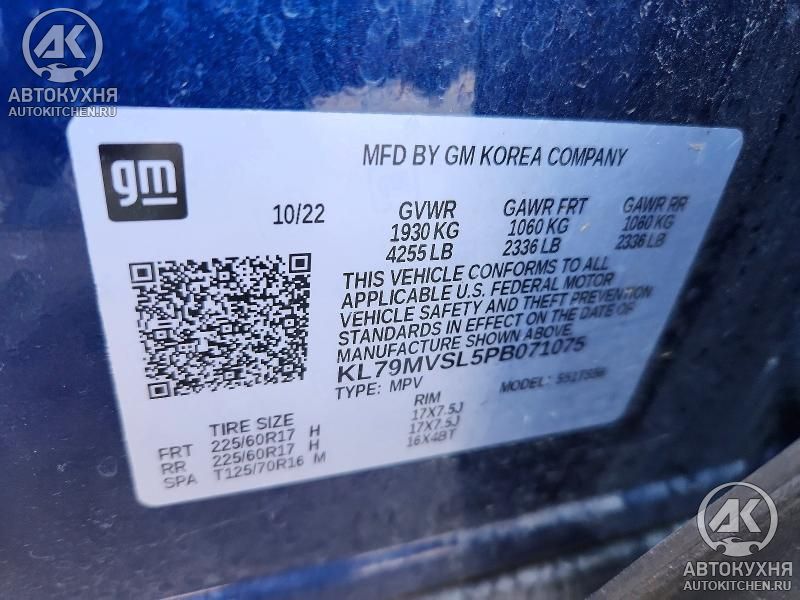 АВТОКУХНЯ
AUTOKITCHEN.RU
gm
MFD BY GM KOREA COMPANY
10/22
GVWR GAWR FRT GAWR RR
1930 KG 1060 KG 1060 KG
4255 LB 2336 LB 2336 LB
THIS VEHICLE CONFORMS TO ALL
APPLICABLE U.S. FEDERAL MOTOR
VEHICLE SAFETY AND THEFT PREVENTION
STANDARDS IN EFFECT ON THE DATE OF
MANUFACTURE SHOWN ABOVE.
KL79MVSL5PB071075
TYPE: MPV MODEL:
TIRE SIZE RIM
FRT 225/60R17 H 17X7.5J
RR 225/60R17 H 17X7.5J
SPA T125/70R16 M 16X4BT
АВТОКУХНЯ
AUTOKITCHEN.RU